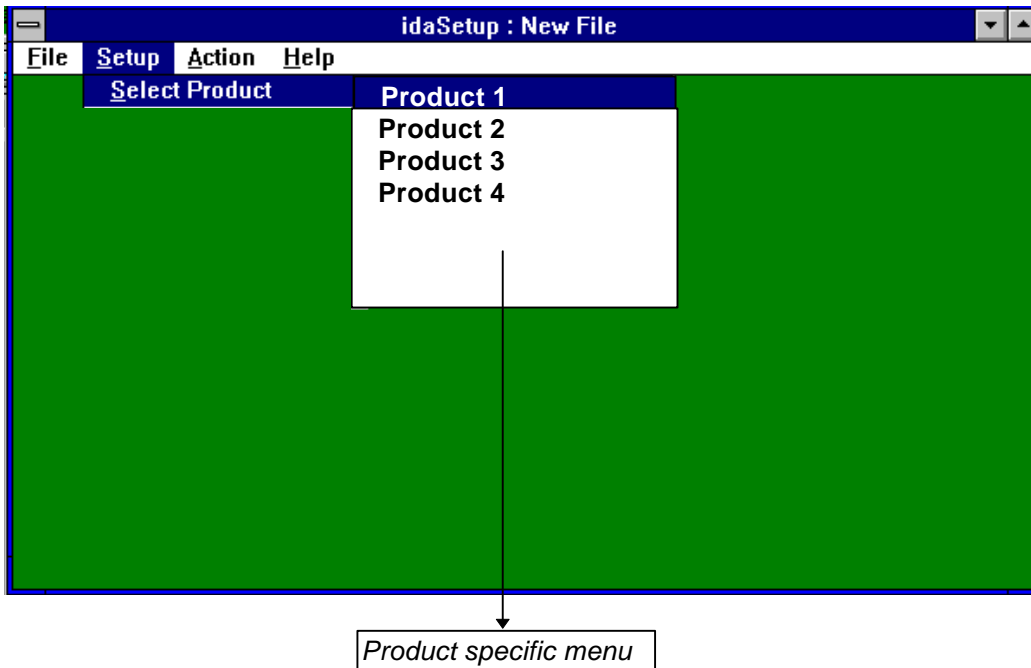 idaSetup : New File
File Setup Action Help
Select Product
Product 1
Product 2
Product 3
Product 4
Product specific menu